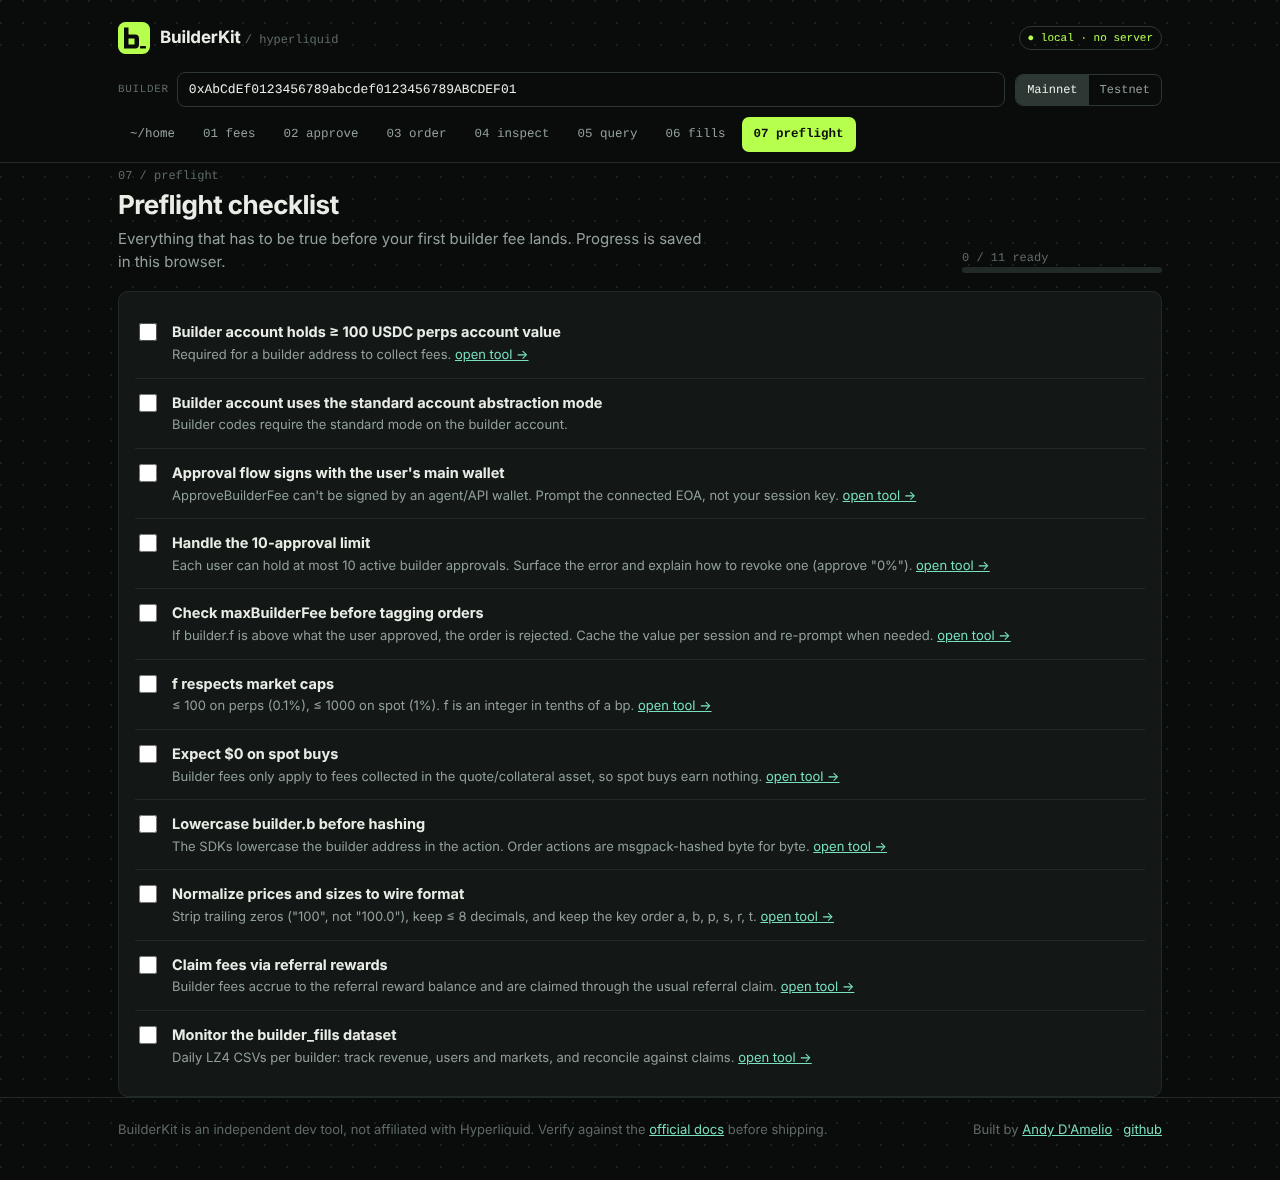 b_ BuilderKit / hyperliquid
● local · no server
BUILDER 0xAbCdEf0123456789abcdef0123456789ABCDEF01 Mainnet Testnet
~/home 01 fees 02 approve 03 order 04 inspect 05 query 06 fills 07 preflight
07 / preflight
Preflight checklist
Everything that has to be true before your first builder fee lands. Progress is saved
in this browser.
0 / 11 ready
Builder account holds ≥ 100 USDC perps account value
Required for a builder address to collect fees. open tool →
Builder account uses the standard account abstraction mode
Builder codes require the standard mode on the builder account.
Approval flow signs with the user's main wallet
ApproveBuilderFee can't be signed by an agent/API wallet. Prompt the connected EOA, not your session key. open tool →
Handle the 10-approval limit
Each user can hold at most 10 active builder approvals. Surface the error and explain how to revoke one (approve "0%"). open tool →
Check maxBuilderFee before tagging orders
If builder.f is above what the user approved, the order is rejected. Cache the value per session and re-prompt when needed. open tool →
f respects market caps
≤ 100 on perps (0.1%), ≤ 1000 on spot (1%). f is an integer in tenths of a bp. open tool →
Expect $0 on spot buys
Builder fees only apply to fees collected in the quote/collateral asset, so spot buys earn nothing. open tool →
Lowercase builder.b before hashing
The SDKs lowercase the builder address in the action. Order actions are msgpack-hashed byte for byte. open tool →
Normalize prices and sizes to wire format
Strip trailing zeros ("100", not "100.0"), keep ≤ 8 decimals, and keep the key order a, b, p, s, r, t. open tool →
Claim fees via referral rewards
Builder fees accrue to the referral reward balance and are claimed through the usual referral claim. open tool →
Monitor the builder_fills dataset
Daily LZ4 CSVs per builder: track revenue, users and markets, and reconcile against claims. open tool →
BuilderKit is an independent dev tool, not affiliated with Hyperliquid. Verify against the official docs before shipping.
Built by Andy D'Amelio · github